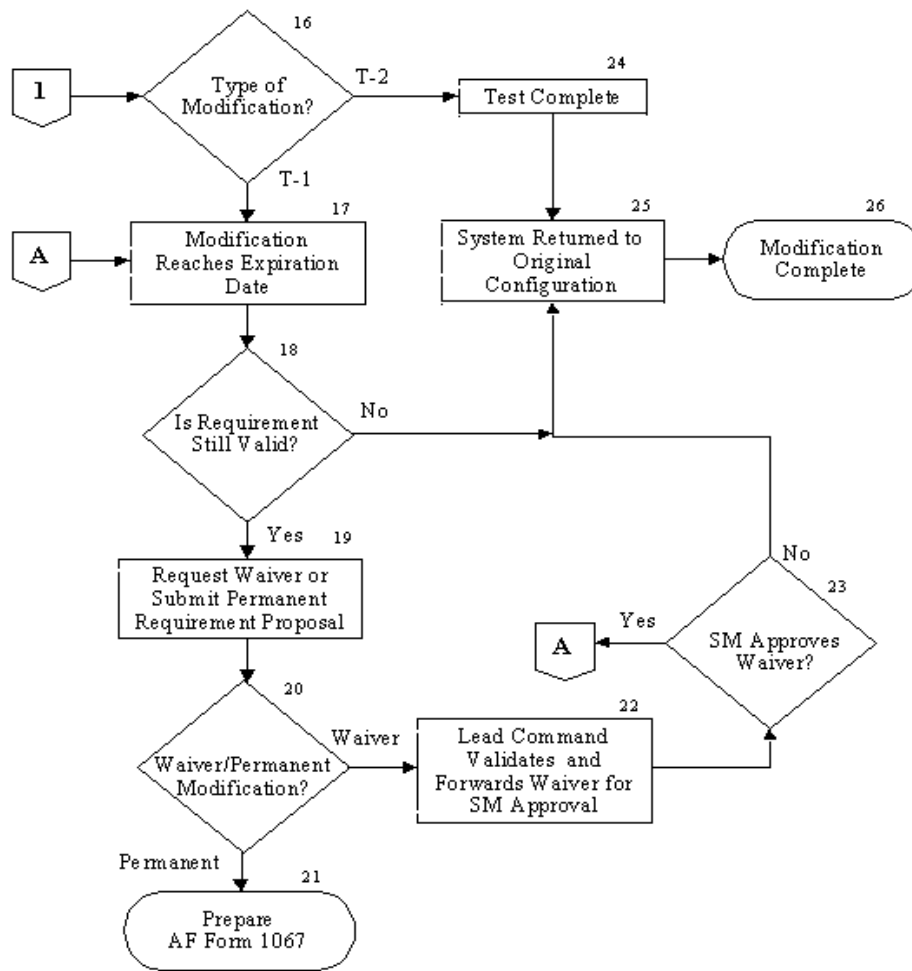 16
1
Type of
Modification?
T-2
24
Test Complete
T-1
17
A
Modification
Reaches Expiration
Date
25
System Returned to
Original
Configuration
26
Modification
Complete
18
Is Requirement
Still Valid?
No
Yes
19
Request Waiver or
Submit Permanent
Requirement Proposal
No
23
SM Approves
Waiver?
Yes
A
20
Waiver/Permanent
Modification?
Waiver
22
Lead Command
Validates and
Forwards Waiver for
SM Approval
Permanent
21
Prepare
AF Form 1067